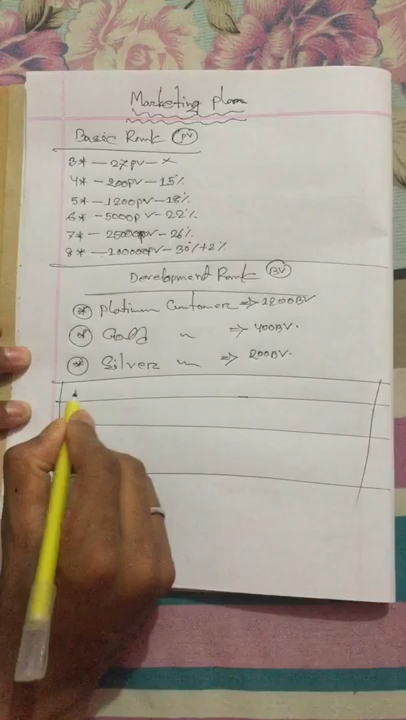 Marketing plan
Basic Rank PV
3* — 27pv — x
4* — 200pv — 15%
5* — 1200pv — 18%
6* — 5000pv — 22%
7* — 25000pv — 26%
8* — 100000pv — 30%+2%
Development Rank BV
* Platinum Customer => 1200BV
* Gold " => 400BV.
* Silver " => 200BV.